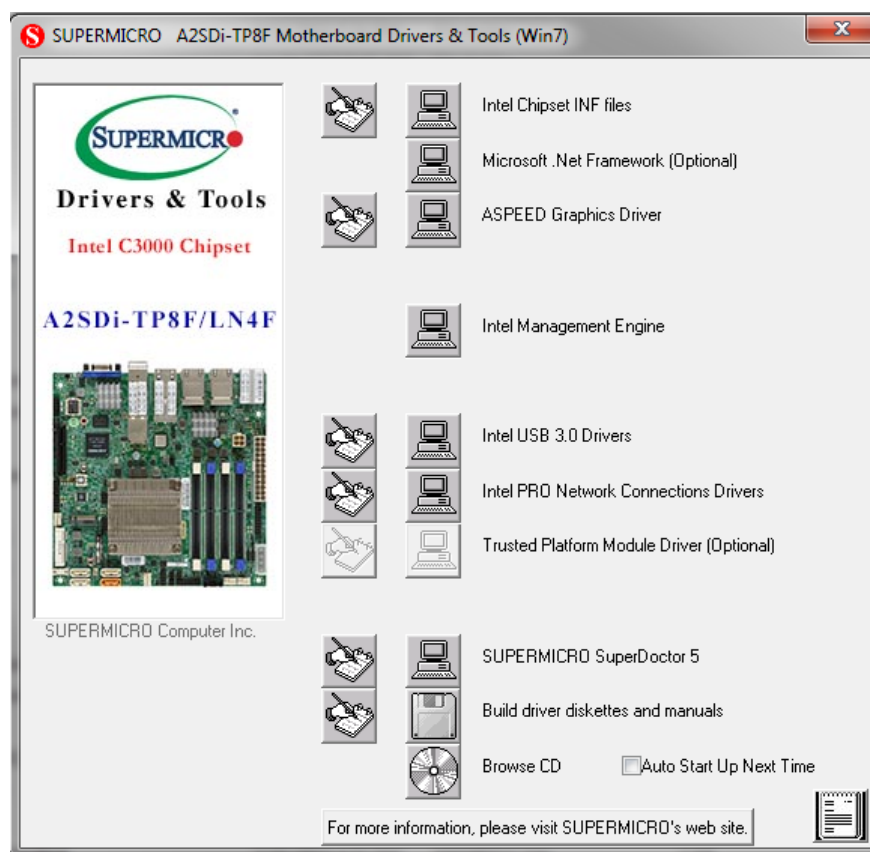 SUPERMICRO A2SDi-TP8F Motherboard Drivers & Tools (Win7)
SUPERMICRO
Drivers & Tools
Intel C3000 Chipset
A2SDi-TP8F/LN4F
SUPERMICRO Computer Inc.
Intel Chipset INF files
Microsoft .Net Framework (Optional)
ASPEED Graphics Driver
Intel Management Engine
Intel USB 3.0 Drivers
Intel PRO Network Connections Drivers
Trusted Platform Module Driver (Optional)
SUPERMICRO SuperDoctor 5
Build driver diskettes and manuals
Browse CD Auto Start Up Next Time
For more information, please visit SUPERMICRO's web site.